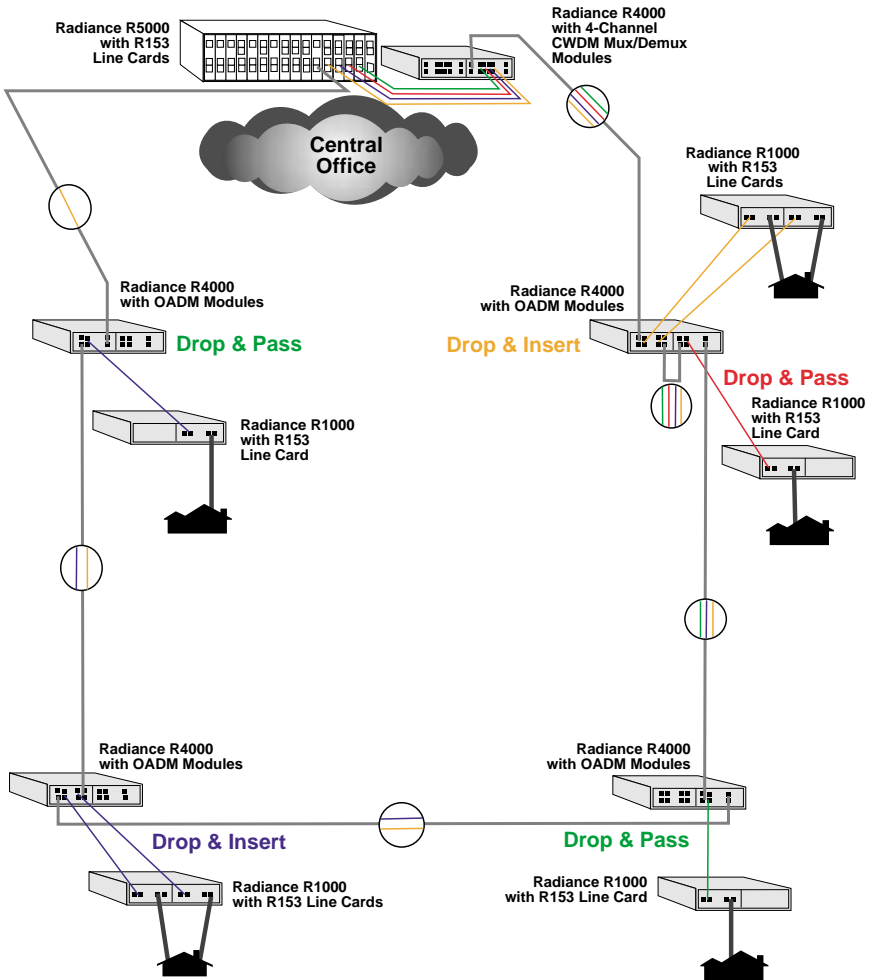 Radiance R5000
with R153
Line Cards
Radiance R4000
with 4-Channel
CWDM Mux/Demux
Modules
Central
Office
Radiance R1000
with R153
Line Cards
Radiance R4000
with OADM Modules
Drop & Pass
Radiance R4000
with OADM Modules
Drop & Insert
Drop & Pass
Radiance R1000
with R153
Line Card
Radiance R1000
with R153
Line Card
Radiance R4000
with OADM Modules
Drop & Insert
Radiance R1000
with R153 Line Cards
Radiance R4000
with OADM Modules
Drop & Pass
Radiance R1000
with R153 Line Card